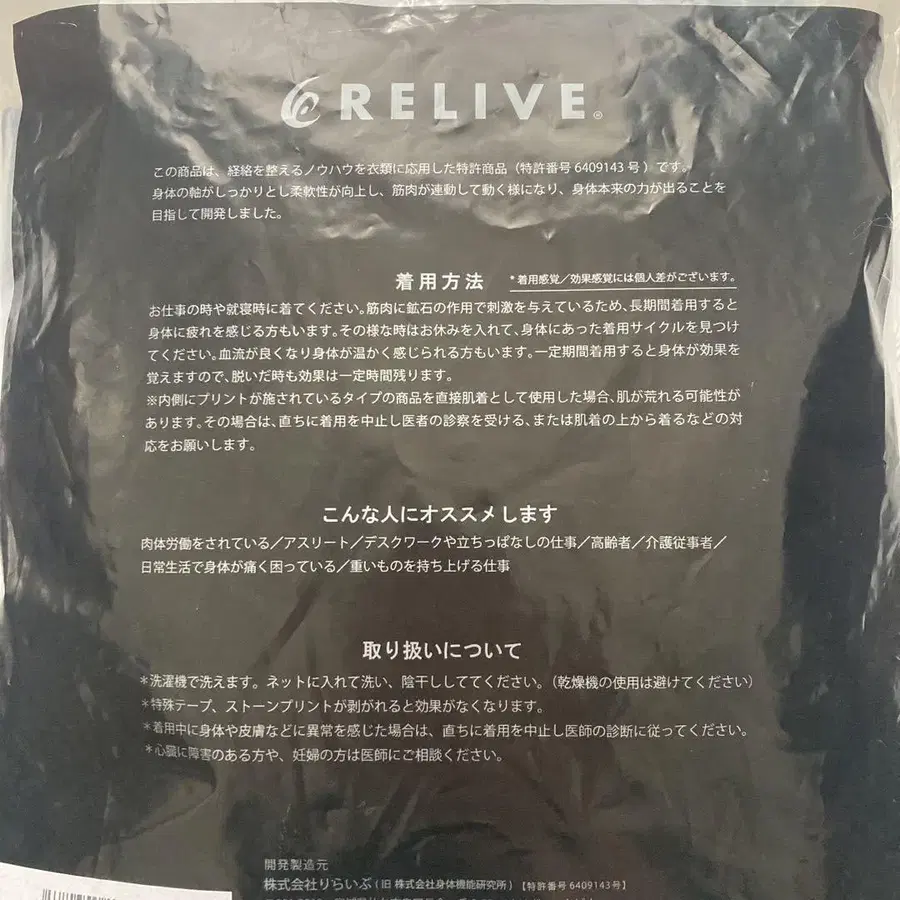 RELIVE®
この商品は、経絡を整えるノウハウを衣類に応用した特許商品（特許番号 6409143 号）です。
身体の軸がしっかりとし柔軟性が向上し、筋肉が連動して動く様になり、身体本来の力が出ることを
目指して開発しました。
着用方法 *着用感覚／効果感覚には個人差がございます。
お仕事の時や就寝時に着てください。筋肉に鉱石の作用で刺激を与えているため、長期間着用すると
身体に疲れを感じる方もいます。その様な時はお休みを入れて、身体にあった着用サイクルを見つけ
てください。血流が良くなり身体が温かく感じられる方もいます。一定期間着用すると身体が効果を
覚えますので、脱いだ時も効果は一定時間残ります。
※内側にプリントが施されているタイプの商品を直接肌着として使用した場合、肌が荒れる可能性が
あります。その場合は、直ちに着用を中止し医者の診察を受ける、または肌着の上から着るなどの対
応をお願いします。
こんな人にオススメします
肉体労働をされている／アスリート／デスクワークや立ちっぱなしの仕事／高齢者／介護従事者／
日常生活で身体が痛く困っている／重いものを持ち上げる仕事
取り扱いについて
*洗濯機で洗えます。ネットに入れて洗い、陰干ししててください。（乾燥機の使用は避けてください）
*特殊テープ、ストーンプリントが剥がれると効果がなくなります。
*着用中に身体や皮膚などに異常を感じた場合は、直ちに着用を中止し医師の診断に従ってください。
*心臓に障害のある方や、妊婦の方は医師にご相談ください。
開発製造元
株式会社りらいぶ（旧 株式会社身体機能研究所）【特許番号 6409143号】